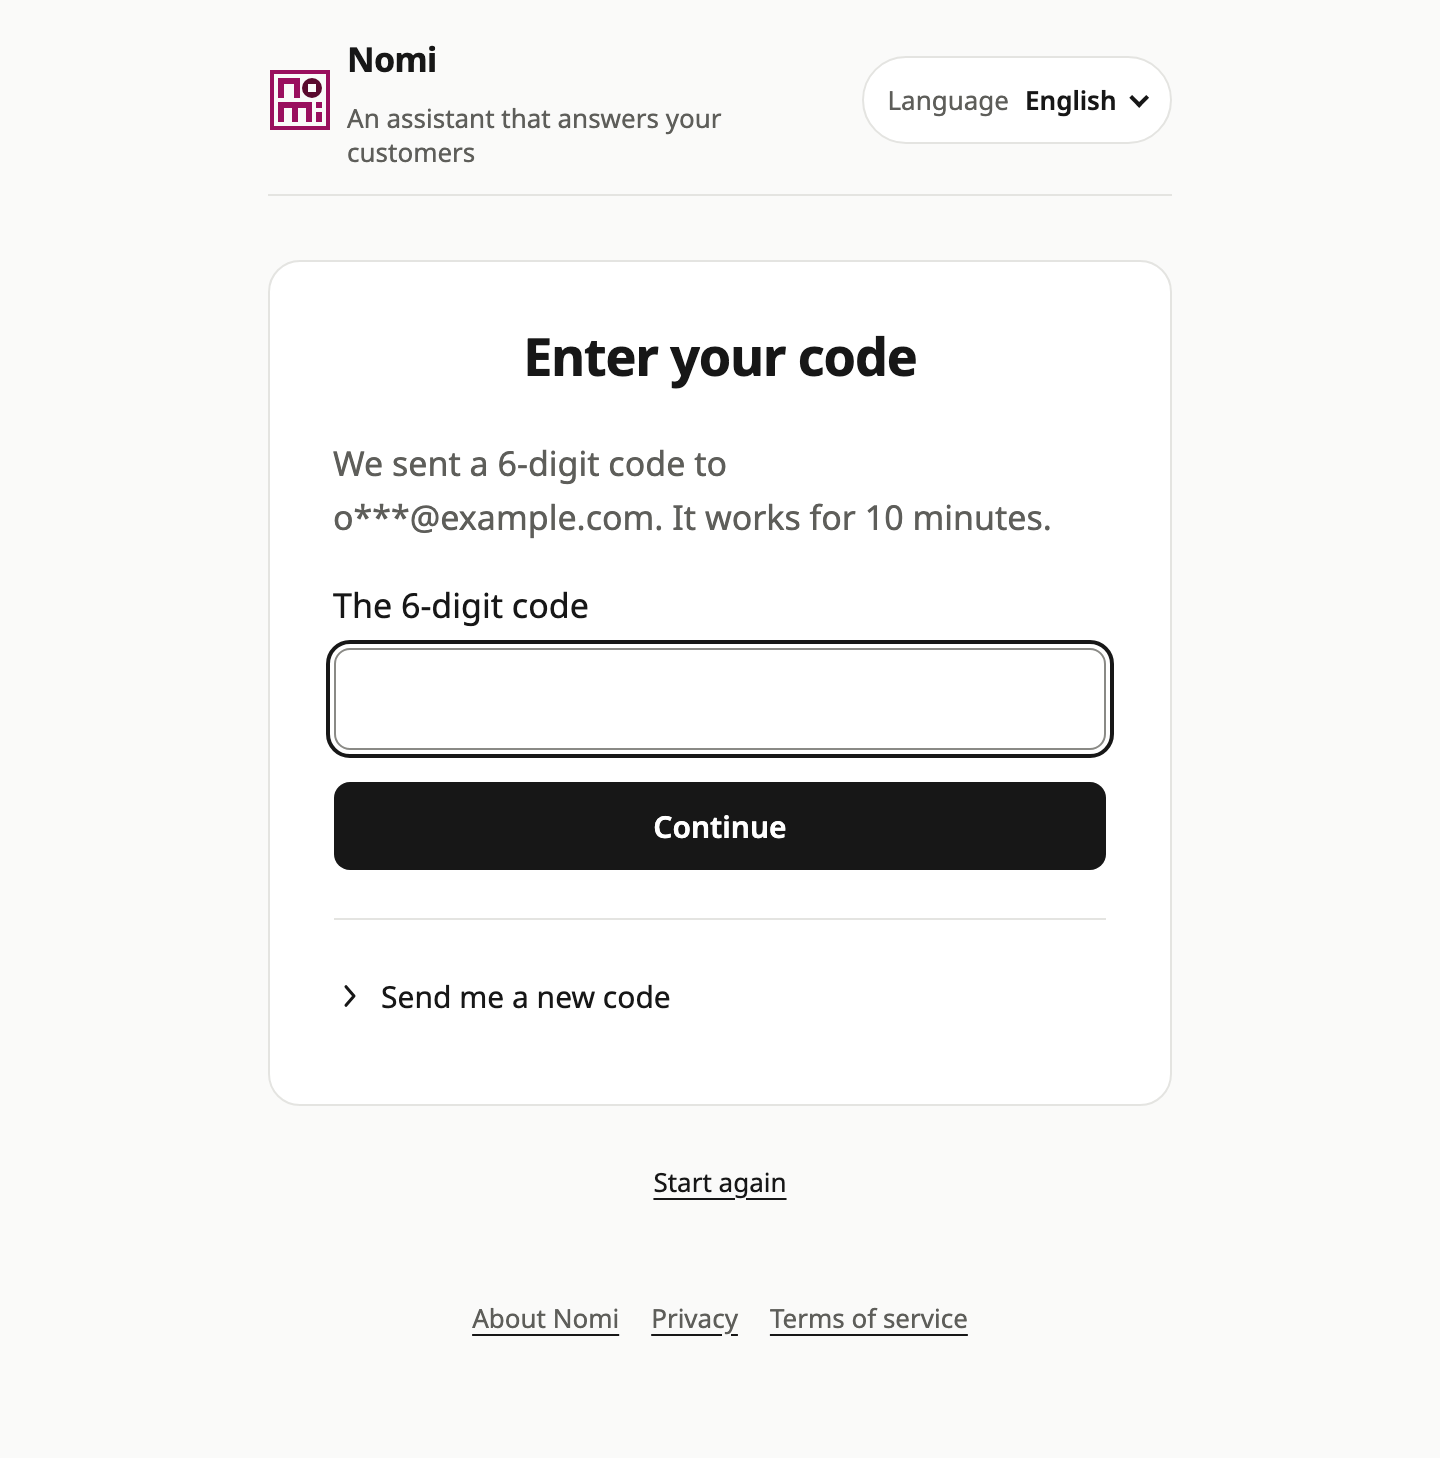 nomi
Nomi
An assistant that answers your
customers
Language English
Enter your code
We sent a 6-digit code to
o***@example.com. It works for 10 minutes.
The 6-digit code
Continue
Send me a new code
Start again
About Nomi Privacy Terms of service